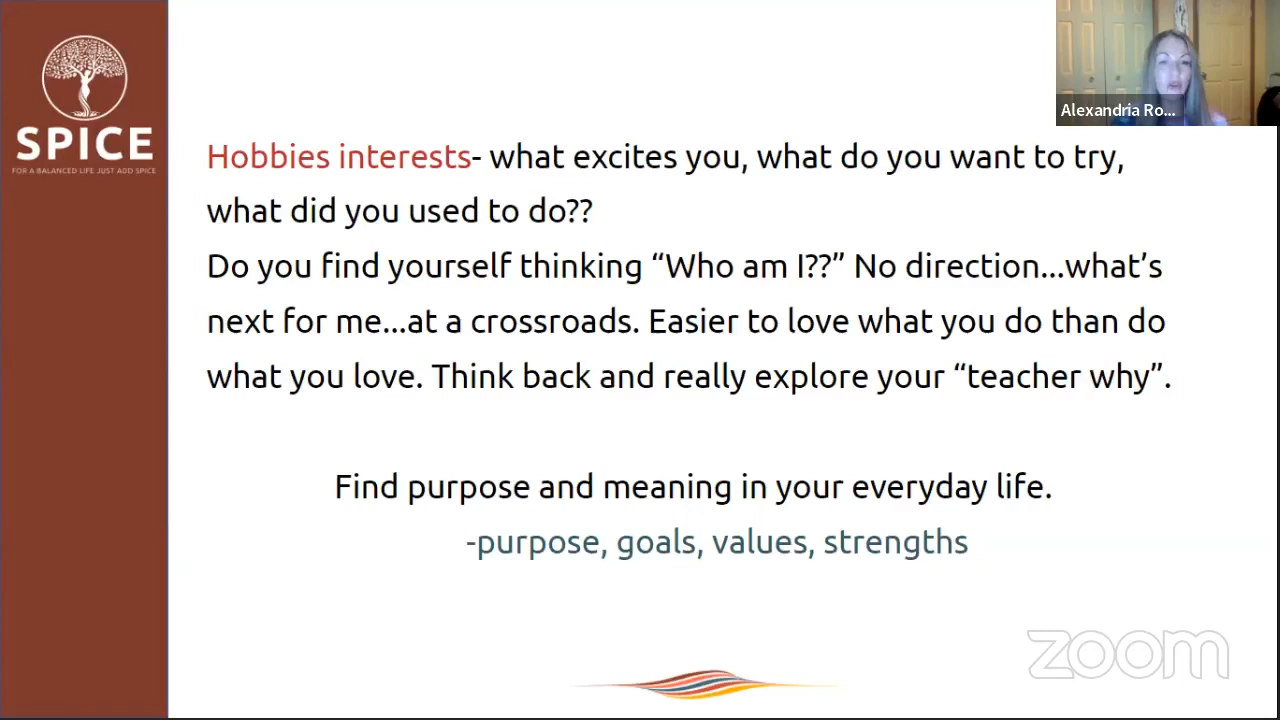 SPICE
FOR A BALANCED LIFE JUST ADD SPICE
Alexandria Ro...
Hobbies interests- what excites you, what do you want to try,
what did you used to do??
Do you find yourself thinking “Who am I??” No direction...what’s
next for me...at a crossroads. Easier to love what you do than do
what you love. Think back and really explore your “teacher why”.
Find purpose and meaning in your everyday life.
-purpose, goals, values, strengths
zoom